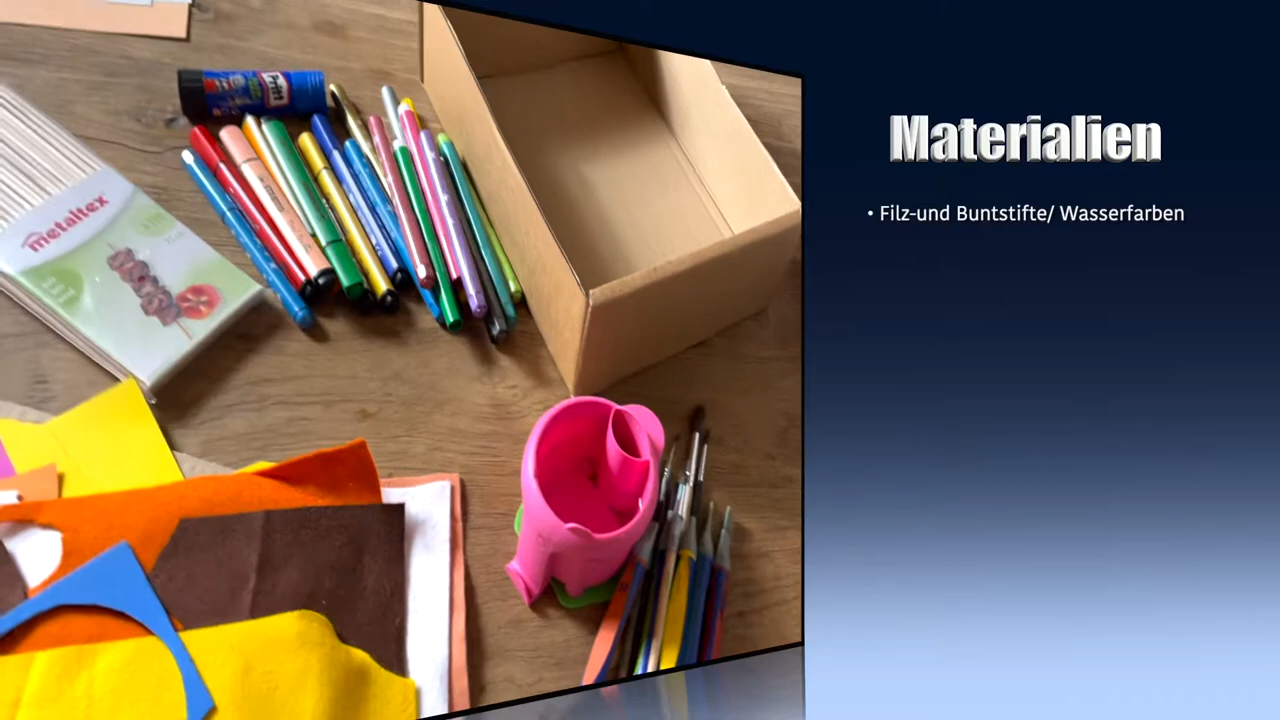 Pritt
metaltex
Materialien
• Filz-und Buntstifte/ Wasserfarben